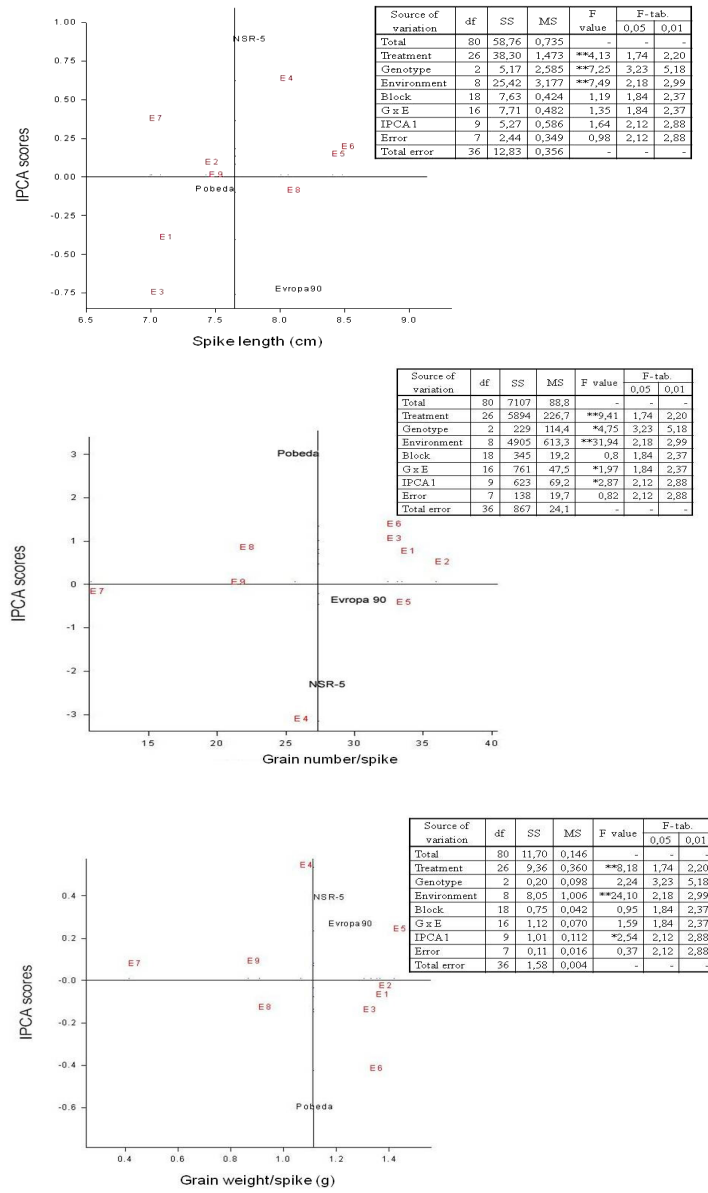 Source of variation df SS MS F value F-tab.
0,05 0,01
Total 80 58,76 0,735 - - -
Treatment 26 38,30 1,473 **4,13 1,74 2,20
Genotype 2 5,17 2,585 **7,25 3,23 5,18
Environment 8 25,42 3,177 **7,49 2,18 2,99
Block 18 7,63 0,424 1,19 1,84 2,37
G x E 16 7,71 0,482 1,35 1,84 2,37
IPCA1 9 5,27 0,586 1,64 2,12 2,88
Error 7 2,44 0,349 0,98 2,12 2,88
Total error 36 12,83 0,356 - - -
IPCA scores
1.00
0.75
0.50
0.25
0.00
-0.25
-0.50
-0.75
NSR-5
E4
E7
E6
E5
E2
E9
Pobeda
E8
E1
E3
Evropa90
6.5 7.0 7.5 8.0 8.5 9.0
Spike length (cm)
Source of variation df SS MS F value F-tab.
0,05 0,01
Total 80 7107 88,8 - - -
Treatment 26 5894 226,7 **9,41 1,74 2,20
Genotype 2 229 114,4 *4,75 3,23 5,18
Environment 8 4905 613,3 **31,94 2,18 2,99
Block 18 345 19,2 0,8 1,84 2,37
G x E 16 761 47,5 *1,97 1,84 2,37
IPCA1 9 623 69,2 *2,87 2,12 2,88
Error 7 138 19,7 0,82 2,12 2,88
Total error 36 867 24,1 - - -
IPCA scores
3
2
1
0
-1
-2
-3
Pobeda
E6
E3
E1
E8
E2
E9
E7
Evropa 90
E5
NSR-5
E4
15 20 25 30 35 40
Grain number/spike
Source of variation df SS MS F value F-tab.
0,05 0,01
Total 80 11,70 0,146 - - -
Treatment 26 9,36 0,360 **8,18 1,74 2,20
Genotype 2 0,20 0,098 2,24 3,23 5,18
Environment 8 8,05 1,006 **24,10 2,18 2,99
Block 18 0,75 0,042 0,95 1,84 2,37
G x E 16 1,12 0,070 1,59 1,84 2,37
IPCA1 9 1,01 0,112 *2,54 2,12 2,88
Error 7 0,11 0,016 0,37 2,12 2,88
Total error 36 1,58 0,004 - - -
IPCA scores
0.4
0.2
-0.0
-0.2
-0.4
-0.6
E4
NSR-5
Evropa90
E5
E7
E9
E2
E1
E8
E3
E6
Pobeda
0.4 0.6 0.8 1.0 1.2 1.4
Grain weight/spike (g)